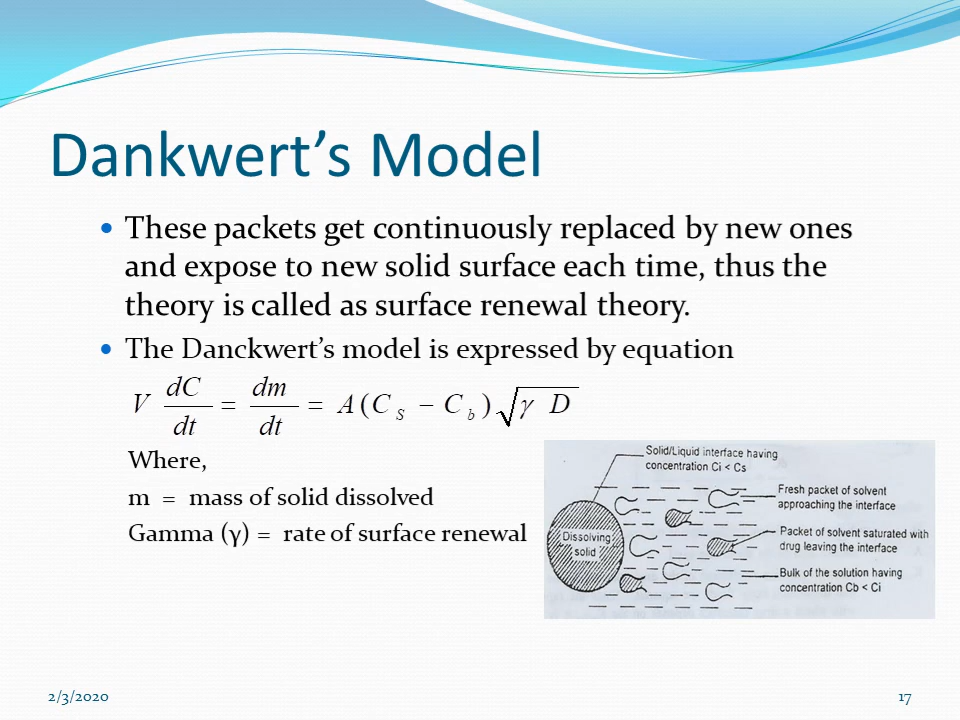 Dankwert’s Model
These packets get continuously replaced by new ones
and expose to new solid surface each time, thus the
theory is called as surface renewal theory.
The Danckwert’s model is expressed by equation
V dC/dt = dm/dt = A (C_S − C_b) √γ D
Where,
m = mass of solid dissolved
Gamma (γ) = rate of surface renewal
Solid/Liquid interface having
concentration Ci < Cs
Fresh packet of solvent
approaching the interface
Dissolving
solid
Packet of solvent saturated with
drug leaving the interface
Bulk of the solution having
concentration Cb < Ci
2/3/2020
17